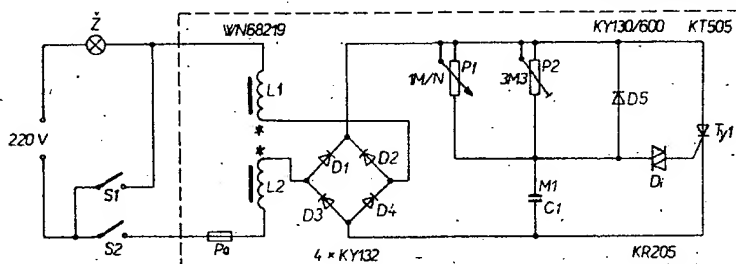 Ž
WN68219
KY130/600
KT505
L1
P1
1M/N
P2
3M3
D5
220 V
*
*
Ty1
D1
D2
S1
L2
Di
D3
D4
M1
C1
S2
Po
4 × KY132
KR205